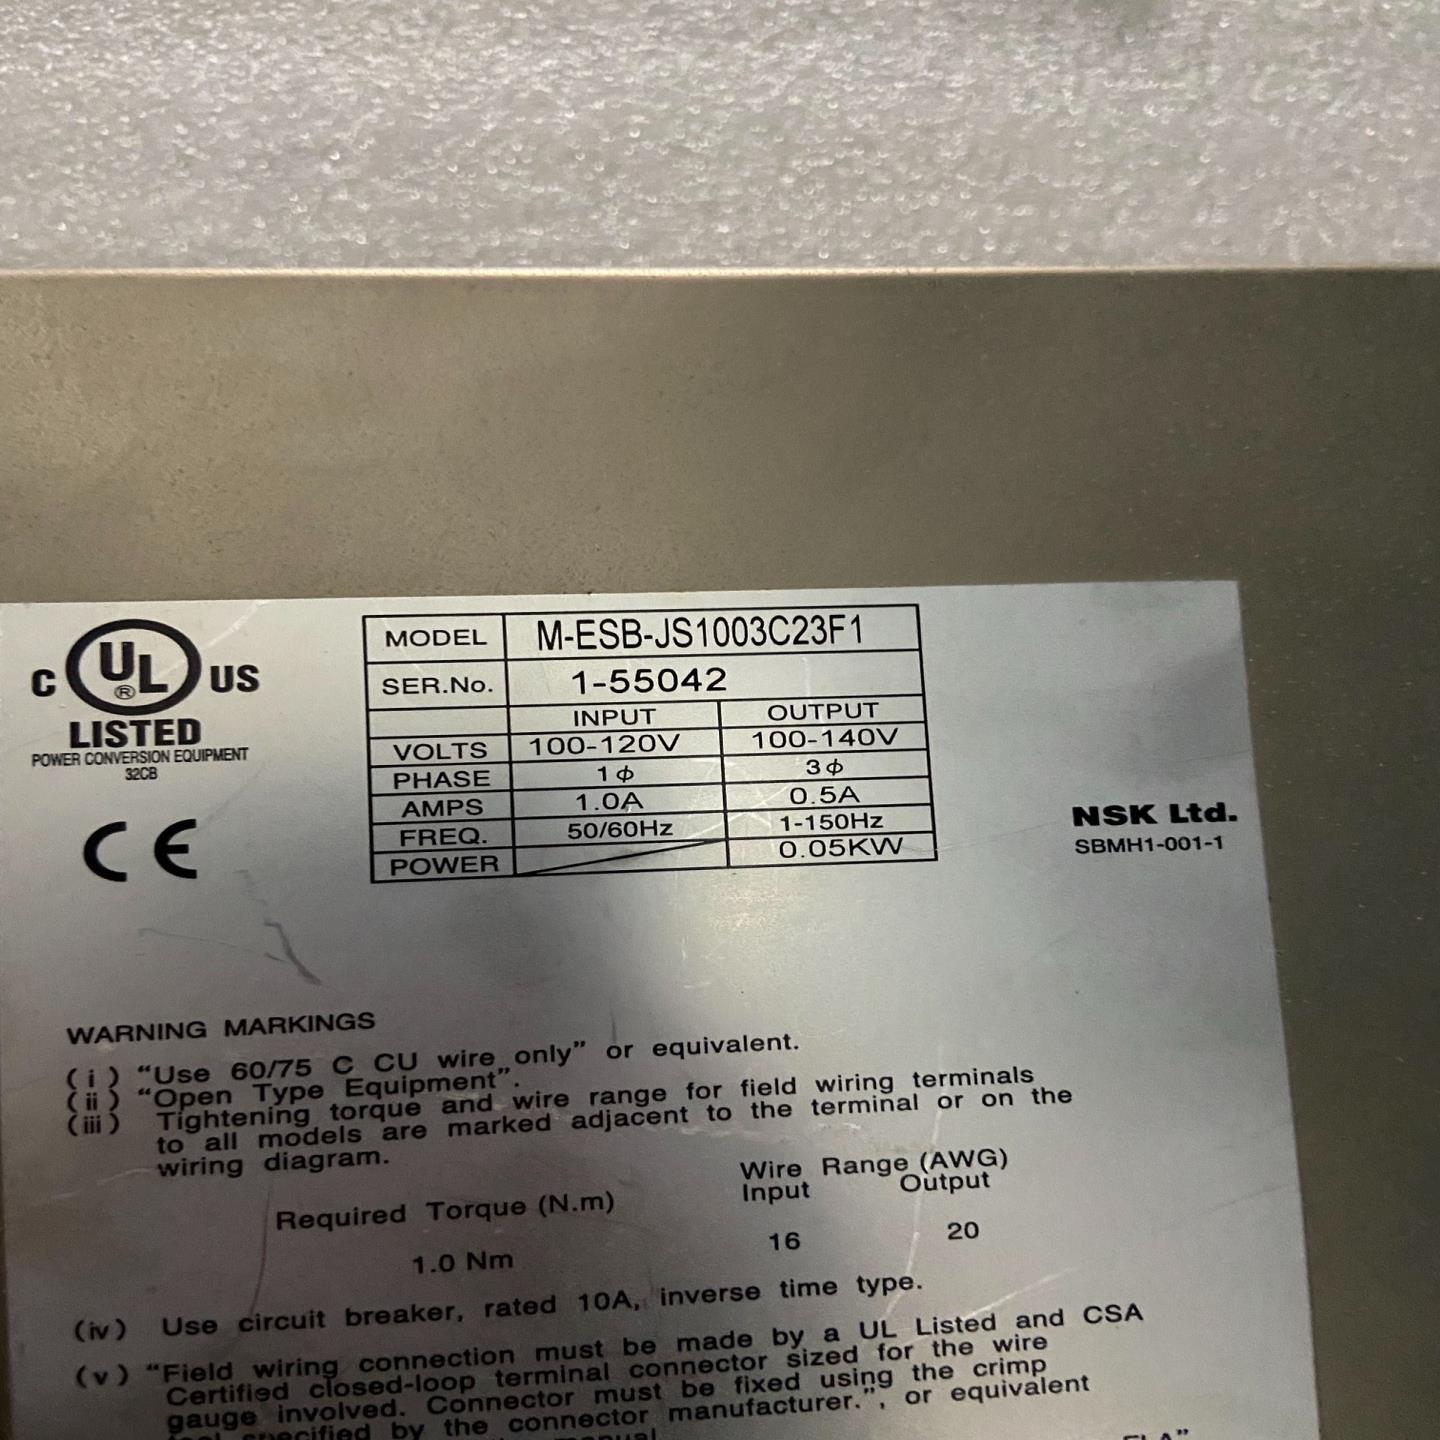 C UL® US
LISTED
POWER CONVERSION EQUIPMENT
32CB
CE
MODEL M-ESB-JS1003C23F1
SER.No. 1-55042
INPUT OUTPUT
VOLTS 100-120V 100-140V
PHASE 1ϕ 3ϕ
AMPS 1.0A 0.5A
FREQ. 50/60Hz 1-150Hz
POWER 0.05KW
NSK Ltd.
SBMH1-001-1
WARNING MARKINGS
(i) "Use 60/75 C CU wire only" or equivalent.
(ii) "Open Type Equipment".
(iii) Tightening torque and wire range for field wiring terminals
to all models are marked adjacent to the terminal or on the
wiring diagram.
Wire Range (AWG)
Required Torque (N.m) Input Output
1.0 Nm 16 20
(iv) Use circuit breaker, rated 10A, inverse time type.
(v) "Field wiring connection must be made by a UL Listed and CSA
Certified closed-loop terminal connector sized for the wire
gauge involved. Connector must be fixed using the crimp
tool specified by the connector manufacturer.", or equivalent
manual
FLA"